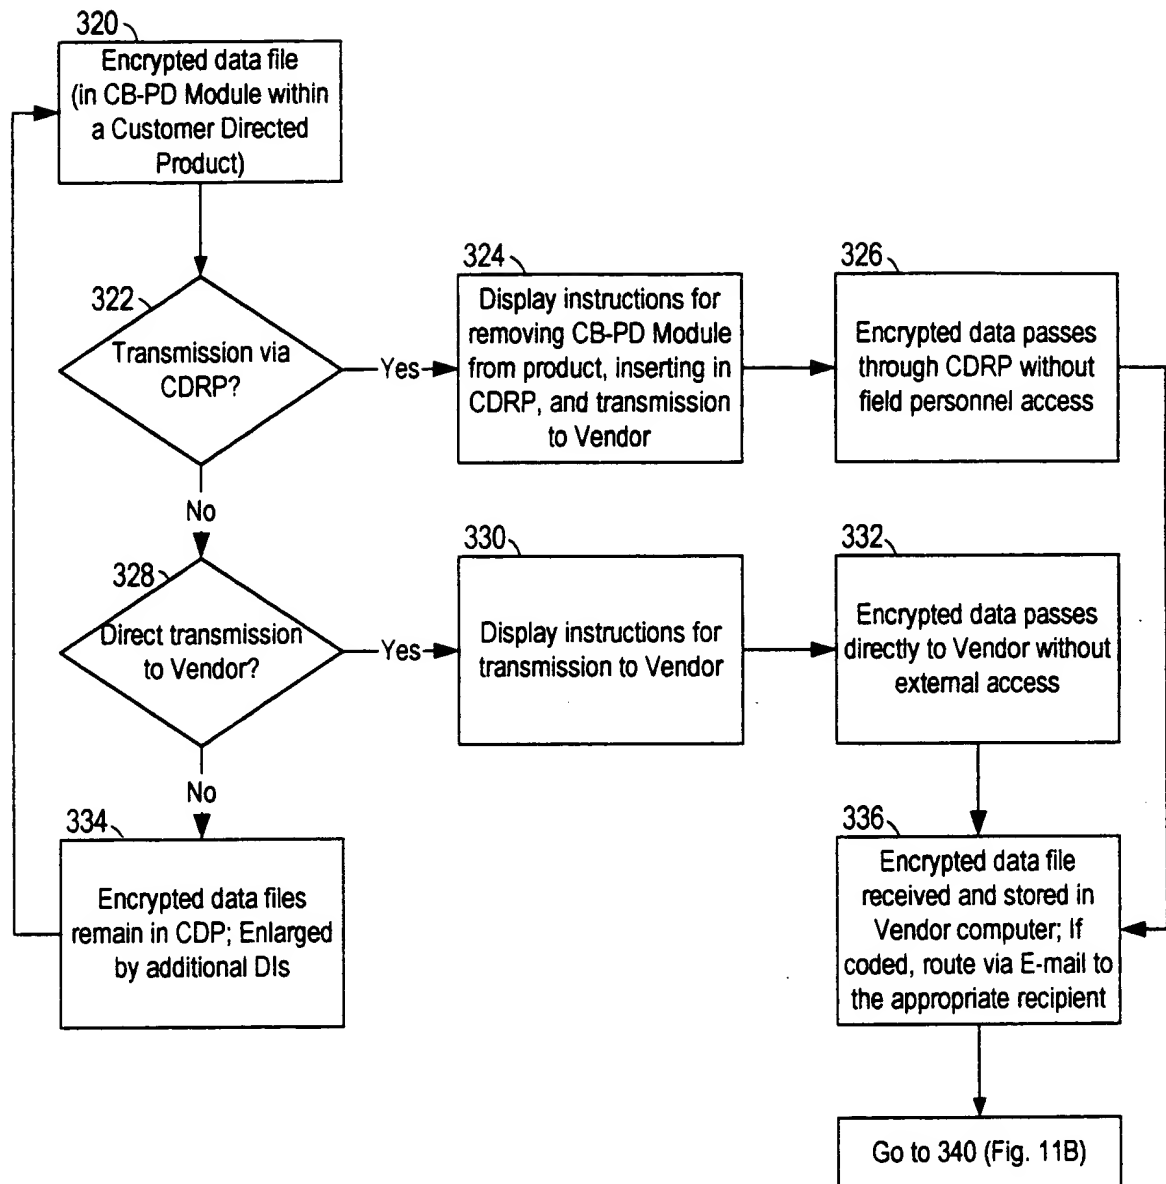 320
Encrypted data file
(in CB-PD Module within
a Customer Directed
Product)
322
Transmission via
CDRP?
Yes
324
Display instructions for
removing CB-PD Module
from product, inserting in
CDRP, and transmission
to Vendor
326
Encrypted data passes
through CDRP without
field personnel access
No
328
Direct transmission
to Vendor?
Yes
330
Display instructions for
transmission to Vendor
332
Encrypted data passes
directly to Vendor without
external access
No
334
Encrypted data files
remain in CDP; Enlarged
by additional DIs
336
Encrypted data file
received and stored in
Vendor computer; If
coded, route via E-mail to
the appropriate recipient
Go to 340 (Fig. 11B)